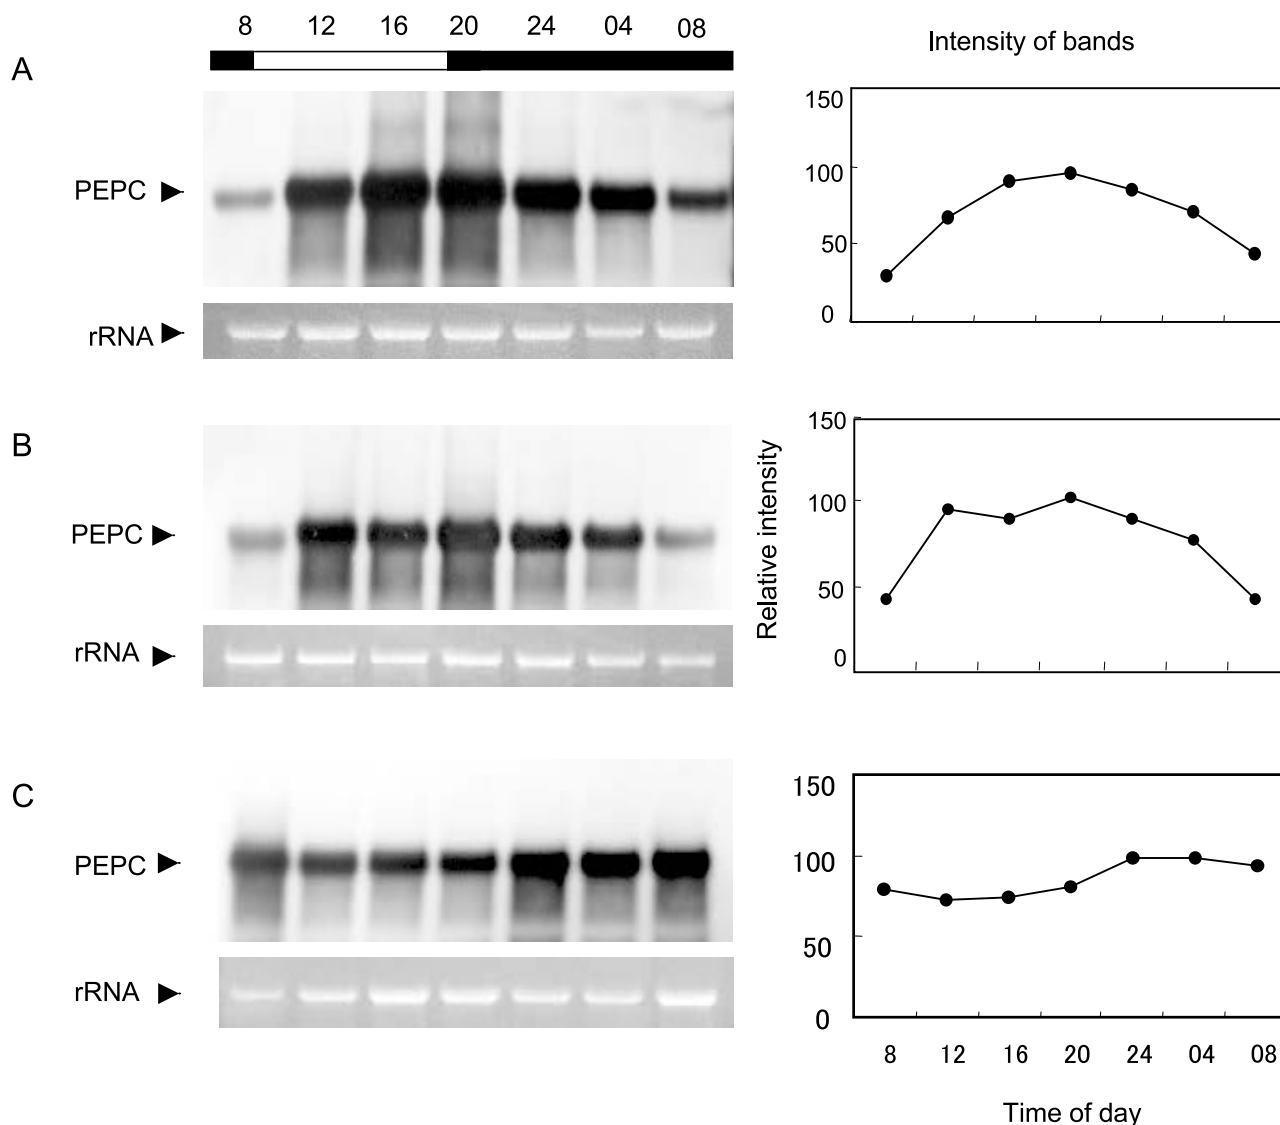 8 12 16 20 24 04 08
Intensity of bands
A
PEPC
rRNA
150
100
50
0
B
PEPC
rRNA
Relative intensity
150
100
50
0
C
PEPC
rRNA
150
100
50
0
8 12 16 20 24 04 08
Time of day